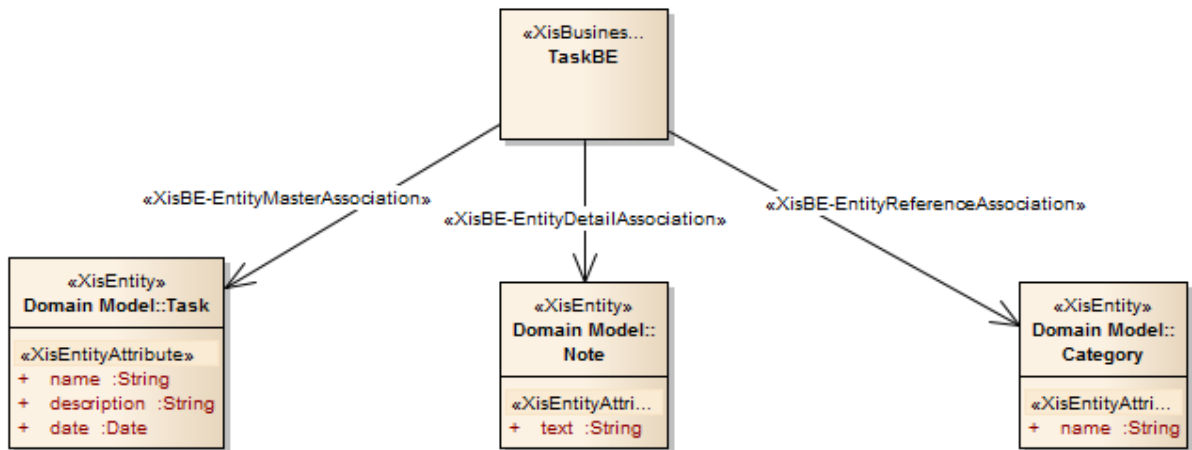 «XisBusines...
TaskBE
«XisBE-EntityMasterAssociation»
«XisBE-EntityDetailAssociation»
«XisBE-EntityReferenceAssociation»
«XisEntity»
Domain Model::Task
«XisEntityAttribute»
+ name :String
+ description :String
+ date :Date
«XisEntity»
Domain Model::
Note
«XisEntityAttri...
+ text :String
«XisEntity»
Domain Model::
Category
«XisEntityAttri...
+ name :String